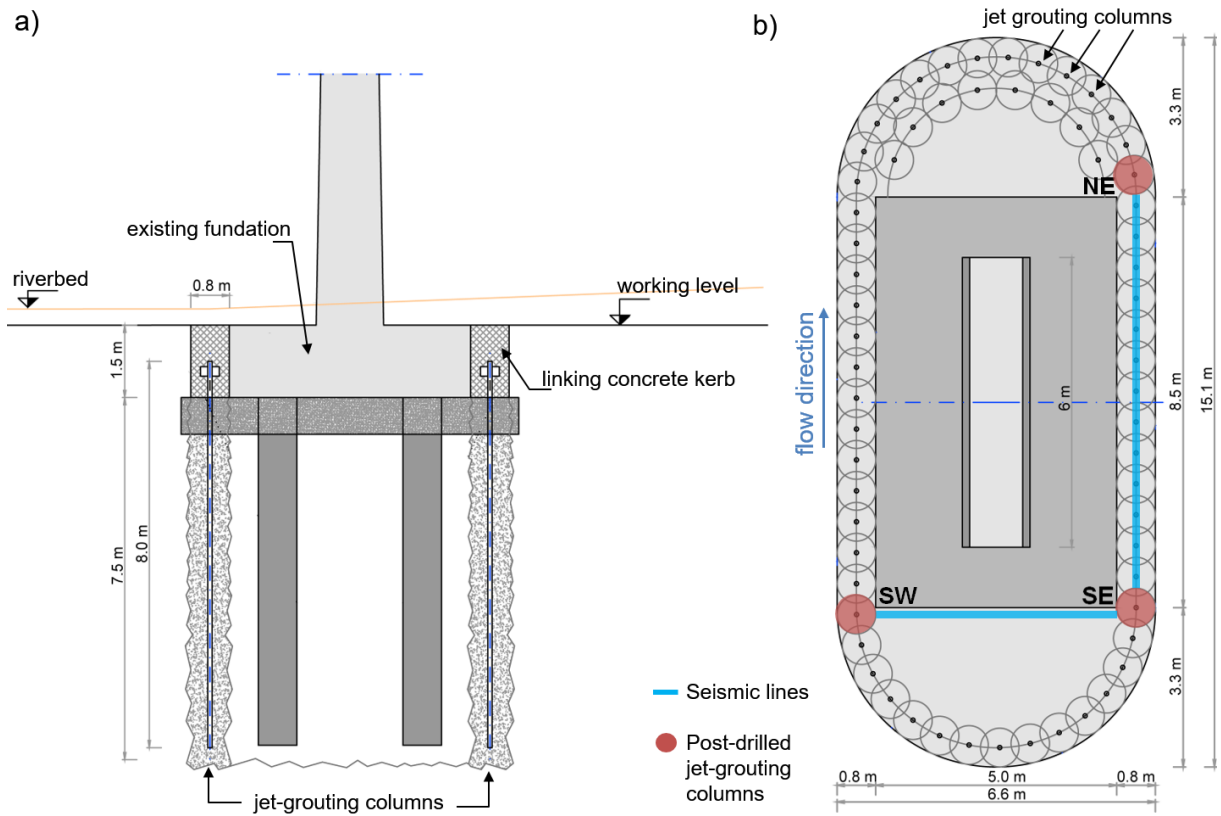 a)
existing fundation
riverbed
0.8 m
working level
1.5 m
linking concrete kerb
7.5 m
8.0 m
jet-grouting columns
b)
jet grouting columns
3.3 m
NE
flow direction
6 m
8.5 m
15.1 m
SW
SE
3.3 m
Seismic lines
Post-drilled
jet-grouting
columns
0.8 m
5.0 m
0.8 m
6.6 m